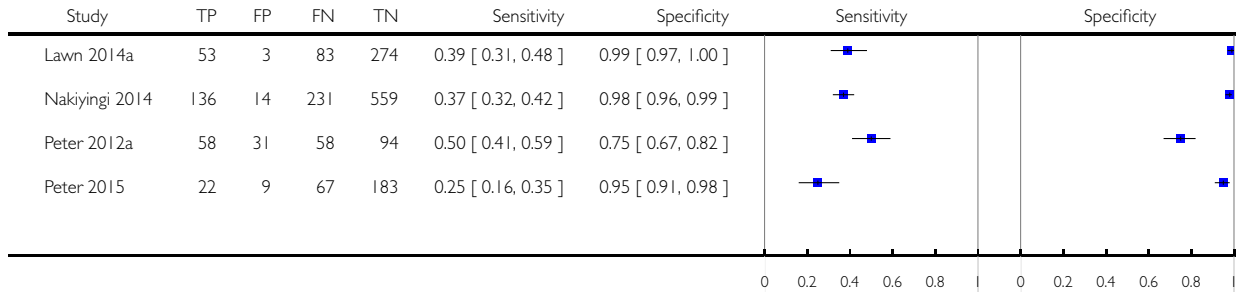 Study TP FP FN TN Sensitivity Specificity Sensitivity Specificity
Lawn 2014a 53 3 83 274 0.39 [ 0.31, 0.48 ] 0.99 [ 0.97, 1.00 ]
Nakiyingi 2014 136 14 231 559 0.37 [ 0.32, 0.42 ] 0.98 [ 0.96, 0.99 ]
Peter 2012a 58 31 58 94 0.50 [ 0.41, 0.59 ] 0.75 [ 0.67, 0.82 ]
Peter 2015 22 9 67 183 0.25 [ 0.16, 0.35 ] 0.95 [ 0.91, 0.98 ]
0 0.2 0.4 0.6 0.8 1 0 0.2 0.4 0.6 0.8 1